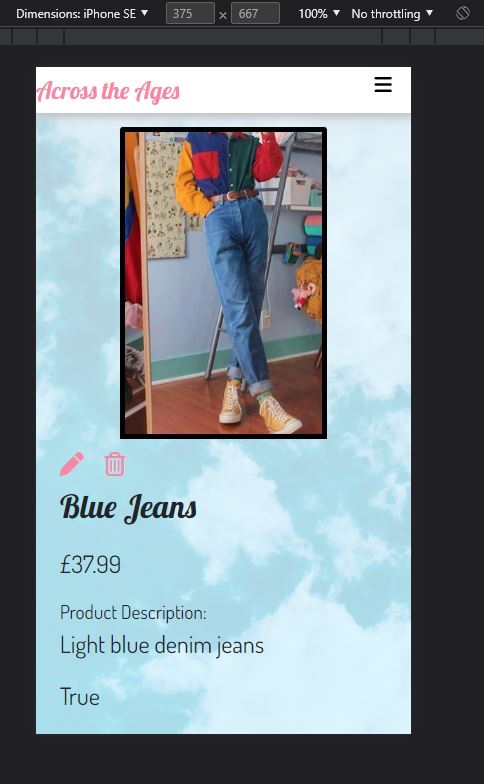 Dimensions: iPhone SE 375 × 667 100% No throttling
Across the Ages
Blue Jeans
£37.99
Product Description:
Light blue denim jeans
True